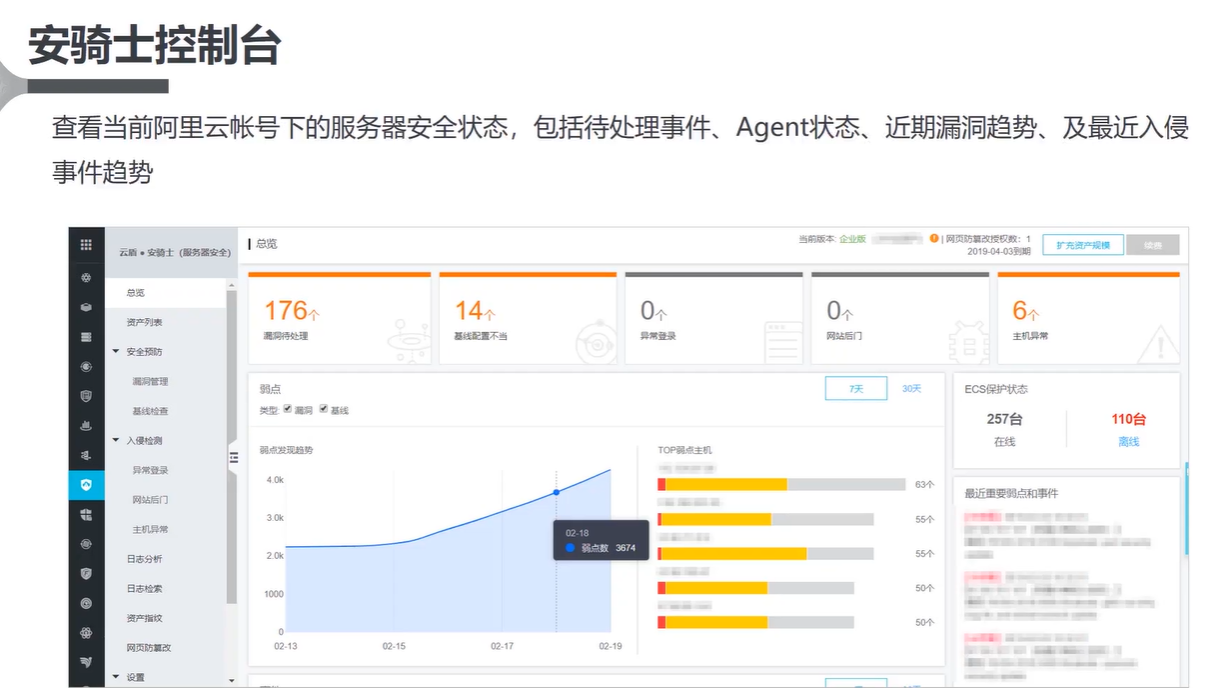 安骑士控制台
查看当前阿里云帐号下的服务器安全状态，包括待处理事件、Agent状态、近期漏洞趋势、及最近入侵
事件趋势
云盾 • 安骑士（服务器安全）
总览
资产列表
安全预防
漏洞管理
基线检查
入侵检测
异常登录
网站后门
主机异常
日志分析
日志检索
资产指纹
网页防篡改
设置
总览
当前版本: 企业版
| 网页防篡改授权数：1
2019-04-03到期
扩充资产规模
续费
176个
漏洞待处理
14个
基线配置不当
0个
异常登录
0个
网站后门
6个
主机异常
弱点
7天
30天
类型 漏洞 基线
弱点发现趋势
4.0k
3.0k
2.0k
1000
0
02-13
02-15
02-17
02-19
02-18
弱点数 3674
TOP弱点主机
63个
55个
55个
50个
50个
ECS保护状态
257台
在线
110台
离线
最近重要弱点和事件